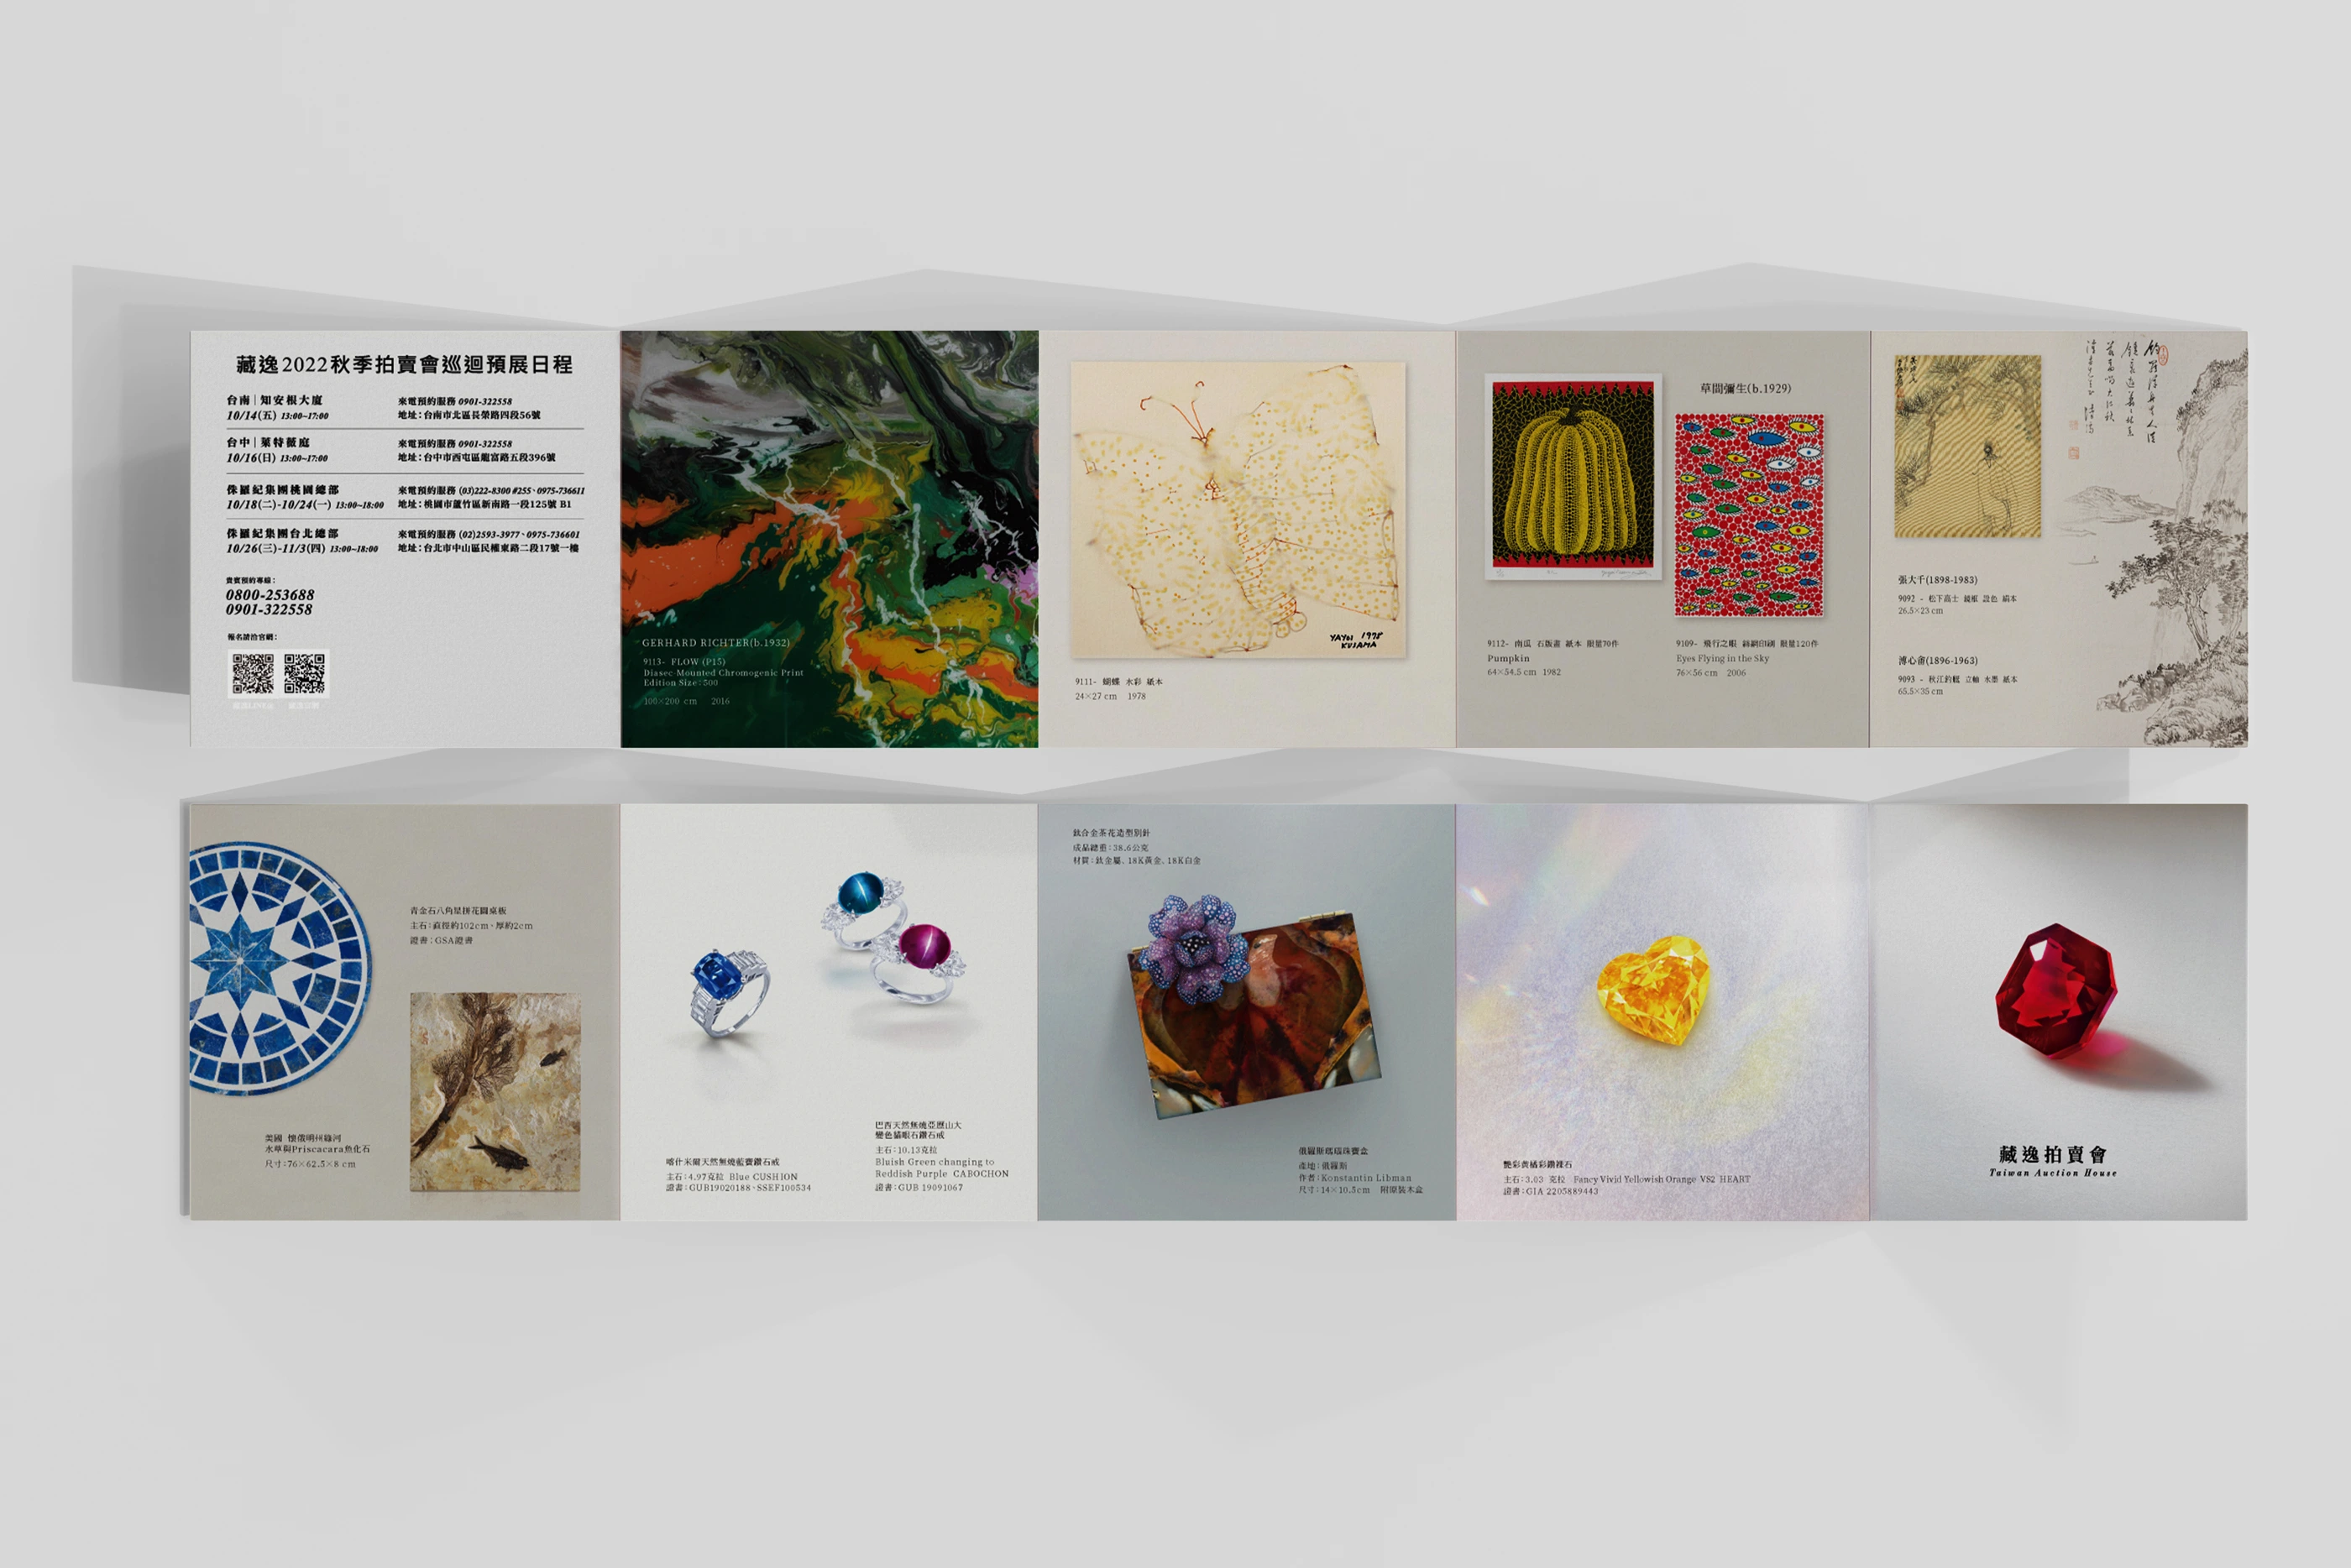 藏逸2022秋季拍賣會巡迴預展日程
台南|知安根大廈
10/14(五) 13:00~17:00
來電預約服務 0901-322558
地址:台南市北區長榮路四段56號
台中|萊特薇庭
10/16(日) 13:00~17:00
來電預約服務 0901-322558
地址:台中市西屯區龍富路五段396號
侏羅紀集團桃園總部
10/18(二)-10/24(一) 13:00~18:00
來電預約服務 (03)222-8300 #255、0975-736611
地址:桃園市蘆竹區新南路一段125號 B1
侏羅紀集團台北總部
10/26(三)-11/3(四) 13:00~18:00
來電預約服務 (02)2593-3977、0975-736601
地址:台北市中山區民權東路二段17號一樓
貴賓預約專線:
0800-253688
0901-322558
報名請洽官網:
GERHARD RICHTER(b.1932)
9113- FLOW (P15)
Diasec Mounted Chromogenic Print
Edition Size:500
100×200 cm 2016
YAYOI 1978
KUSAMA
9111- 蝴蝶 水彩 紙本
24×27 cm 1978
草間彌生(b.1929)
9112- 南瓜 石版畫 紙本 限量70件
Pumpkin
64×54.5 cm 1982
9109- 飛行之眼 絲網印刷 限量120件
Eyes Flying in the Sky
76×56 cm 2006
張大千(1898-1983)
9092 - 松下高士 鏡框 設色 絹本
26.5×23 cm
溥心畬(1896-1963)
9093 - 秋江釣艇 立軸 水墨 紙本
65.5×35 cm
青金石八角星拼花圓桌板
主石:直徑約102cm、厚約2cm
證書:GSA證書
美國 懷俄明州綠河
水草與Priscacara魚化石
尺寸:76×62.5×8 cm
喀什米爾天然無燒藍寶鑽石戒
主石:4.97克拉 Blue CUSHION
證書:GUB19020188、SSEF100534
巴西天然無燒亞歷山大
變色貓眼石鑽石戒
主石:10.13克拉
Bluish Green changing to
Reddish Purple CABOCHON
證書:GUB 19091067
鈦合金茶花造型別針
成品總重:38.6公克
材質:鈦金屬、18K黃金、18K白金
俄羅斯瑪瑙珠寶盒
產地:俄羅斯
作者:Konstantin Libman
尺寸:14×10.5cm 附原裝木盒
艷彩黃橘彩鑽裸石
主石:3.03 克拉 Fancy Vivid Yellowish Orange VS2 HEART
證書:GIA 2205889443
藏逸拍賣會
Taiwan Auction House